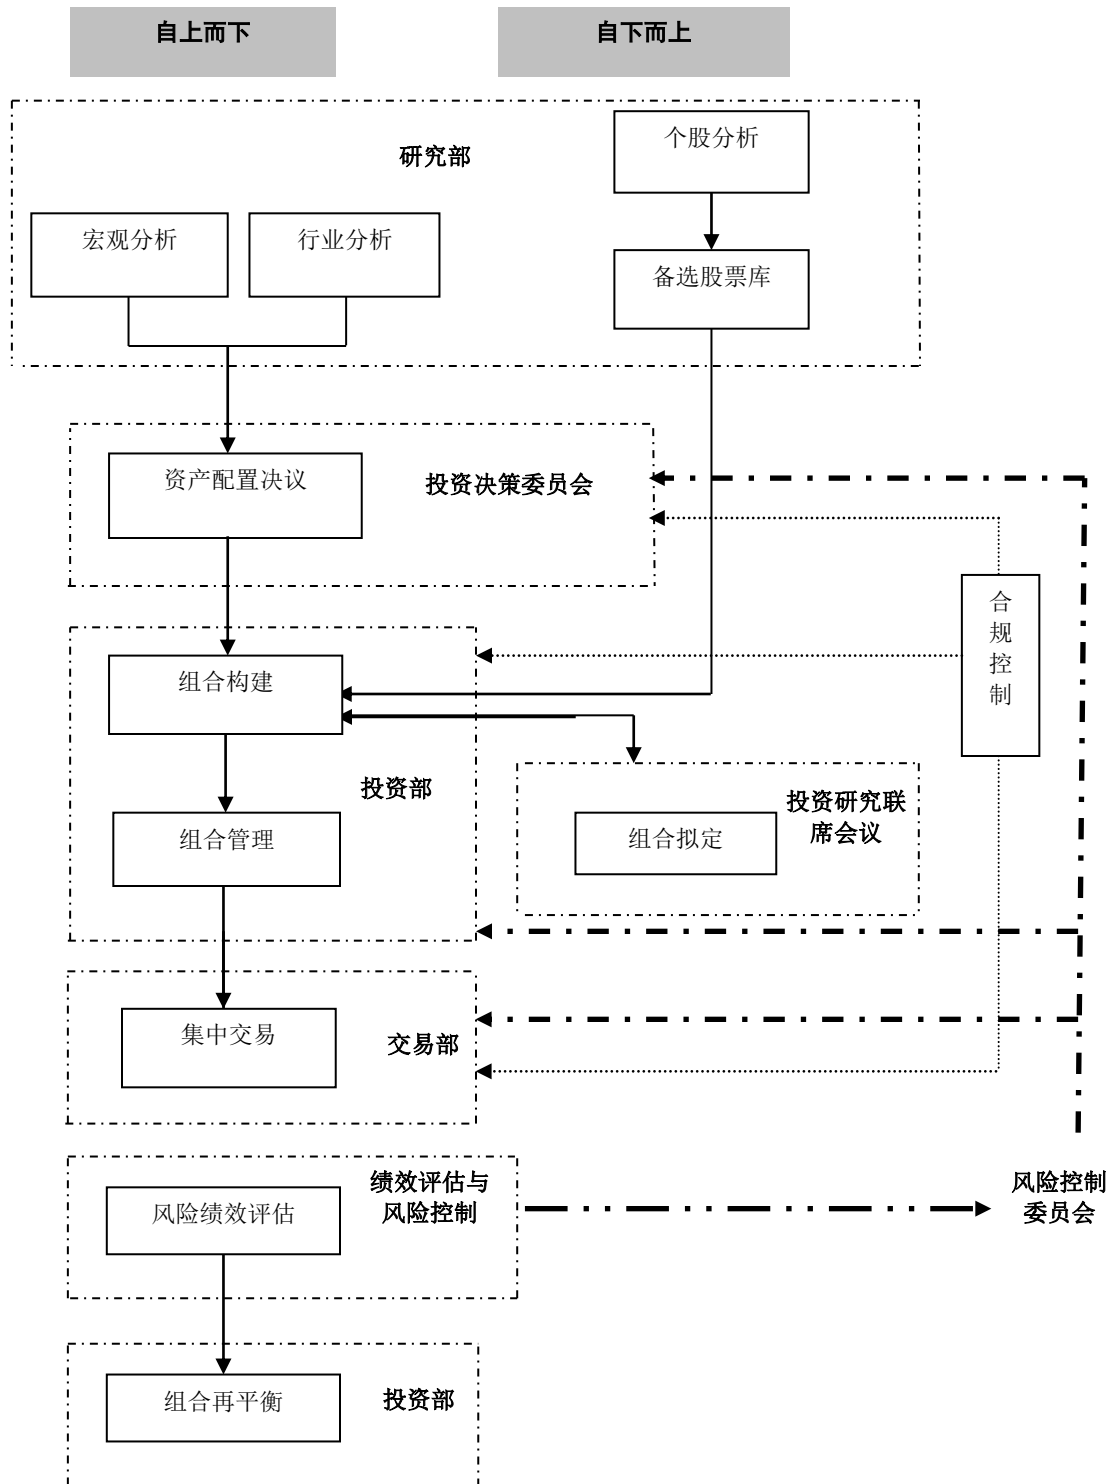 自上而下
自下而上
研究部
个股分析
宏观分析
行业分析
备选股票库
资产配置决议
投资决策委员会
合
规
控
制
组合构建
投资部
投资研究联
席会议
组合管理
组合拟定
集中交易
交易部
绩效评估与
风险控制
风险绩效评估
风险控制
委员会
组合再平衡
投资部